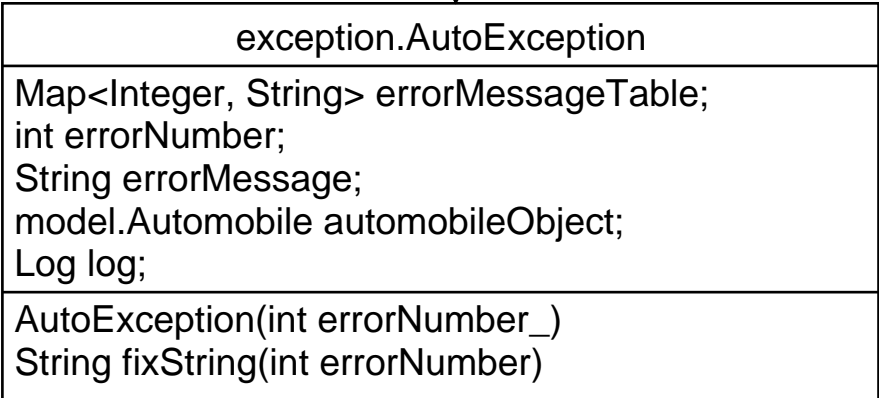 exception.AutoException
Map<Integer, String> errorMessageTable;
int errorNumber;
String errorMessage;
model.Automobile automobileObject;
Log log;
AutoException(int errorNumber_)
String fixString(int errorNumber)